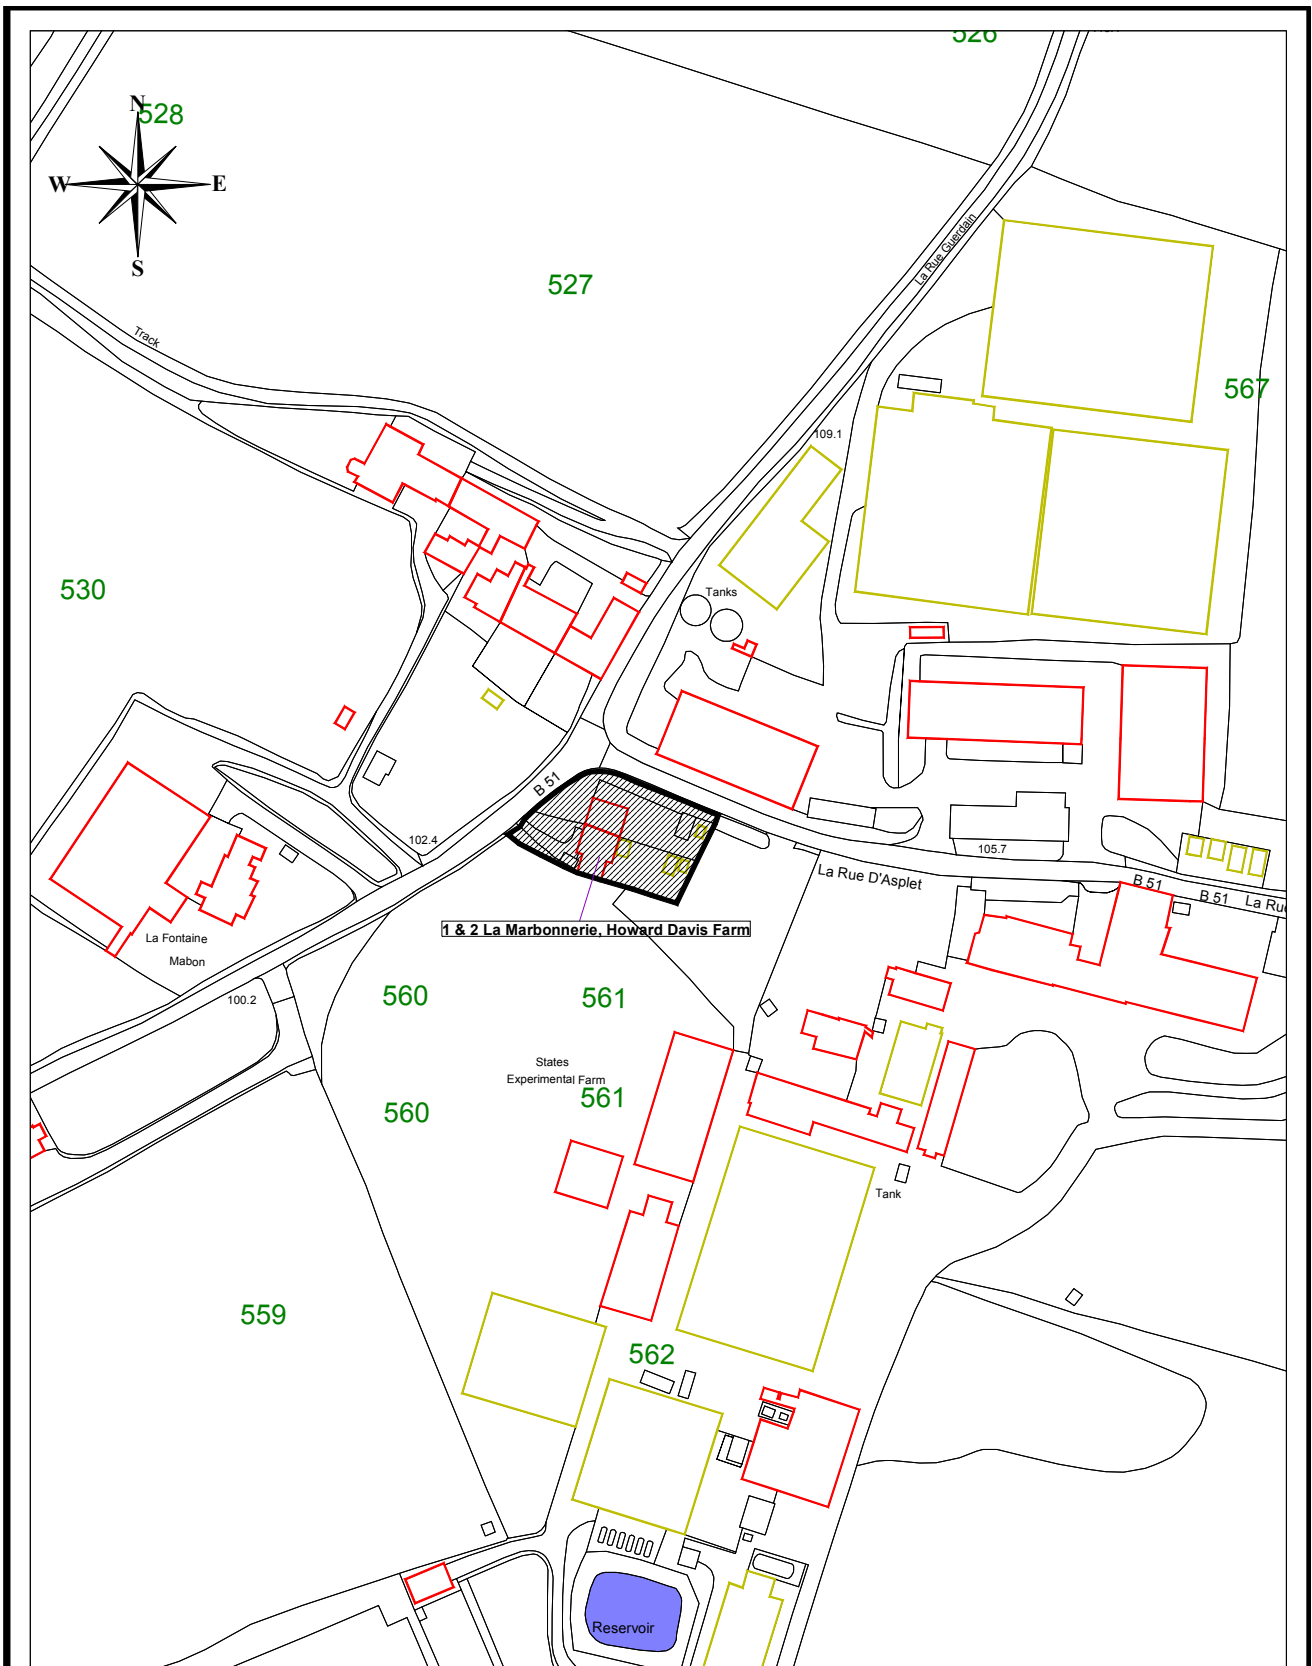 526
N
528
W
E
S
La Rue Guerdain
527
Track
567
109.1
530
Tanks
B 51
102.4
105.7
La Rue D'Asplet
B 51
B 51
La Ru
1 & 2 La Marbonnerie, Howard Davis Farm
La Fontaine
Mabon
100.2
560
561
States
Experimental Farm
560
561
Tank
559
562
Reservoir